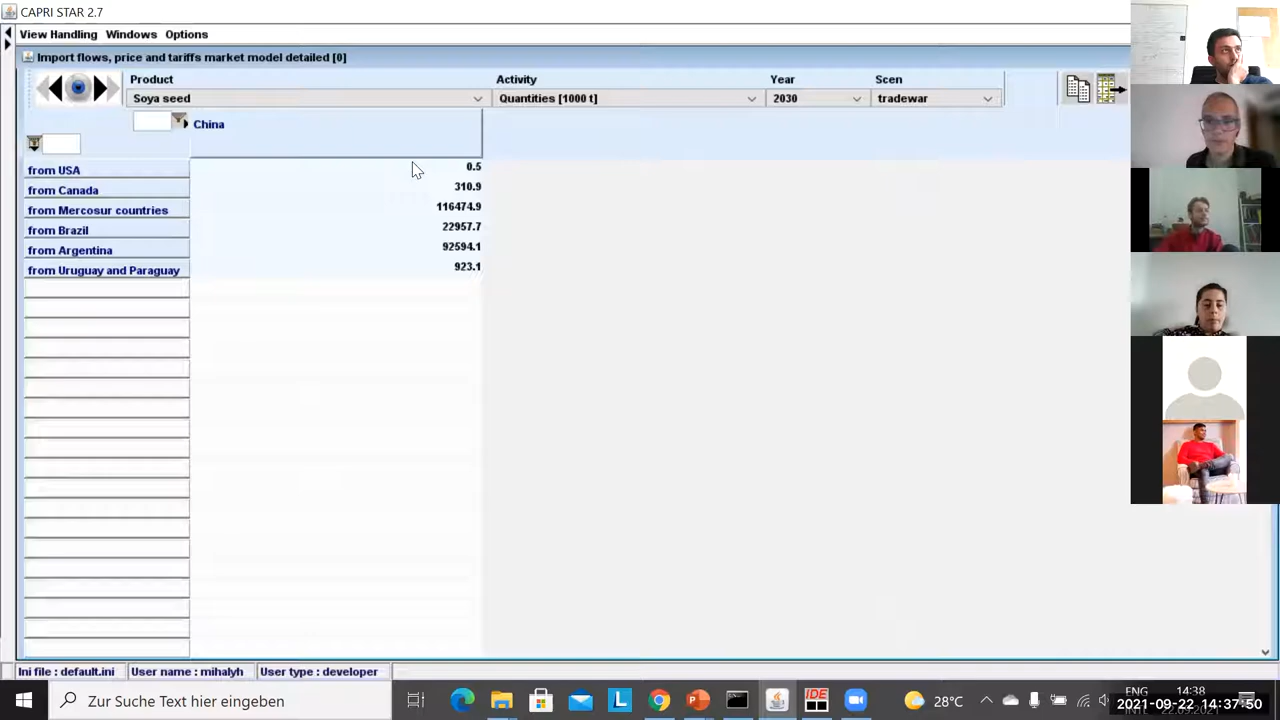 CAPRI STAR 2.7
View Handling Windows Options
Import flows, price and tariffs market model detailed [0]
Product Activity Year Scen
Soya seed Quantities [1000 t] 2030 tradewar
China
from USA 0.5
from Canada 310.9
from Mercosur countries 116474.9
from Brazil 22957.7
from Argentina 92594.1
from Uruguay and Paraguay 923.1
Ini file : default.ini User name : mihalyh User type : developer
Zur Suche Text hier eingeben
L
IDE
28°C
ENG
14:38
2021-09-22 14:37:50